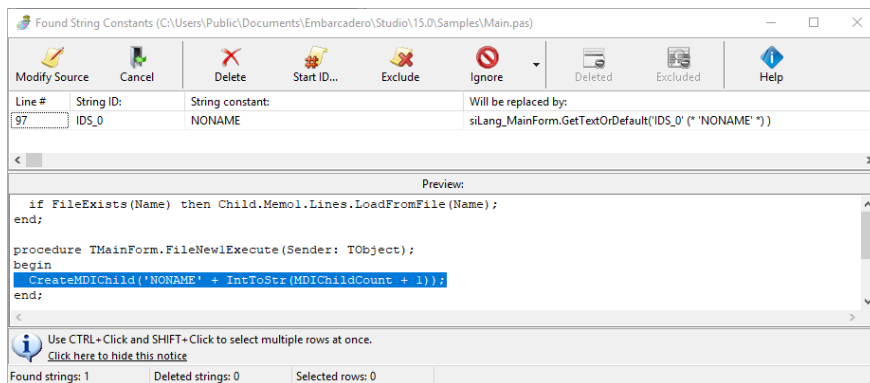 Found String Constants (C:\Users\Public\Documents\Embarcadero\Studio\15.0\Samples\Main.pas)
Modify Source Cancel Delete Start ID... Exclude Ignore Deleted Excluded Help
Line # String ID: String constant: Will be replaced by:
97 IDS_0 NONAME siLang_MainForm.GetTextOrDefault('IDS_0' (* 'NONAME' *) )
Preview:
if FileExists(Name) then Child.Memo1.Lines.LoadFromFile(Name);
end;
procedure TMainForm.FileNew1Execute(Sender: TObject);
begin
CreateMDIChild('NONAME' + IntToStr(MDIChildCount + 1));
end;
Use CTRL+Click and SHIFT+Click to select multiple rows at once.
Click here to hide this notice
Found strings: 1 Deleted strings: 0 Selected rows: 0